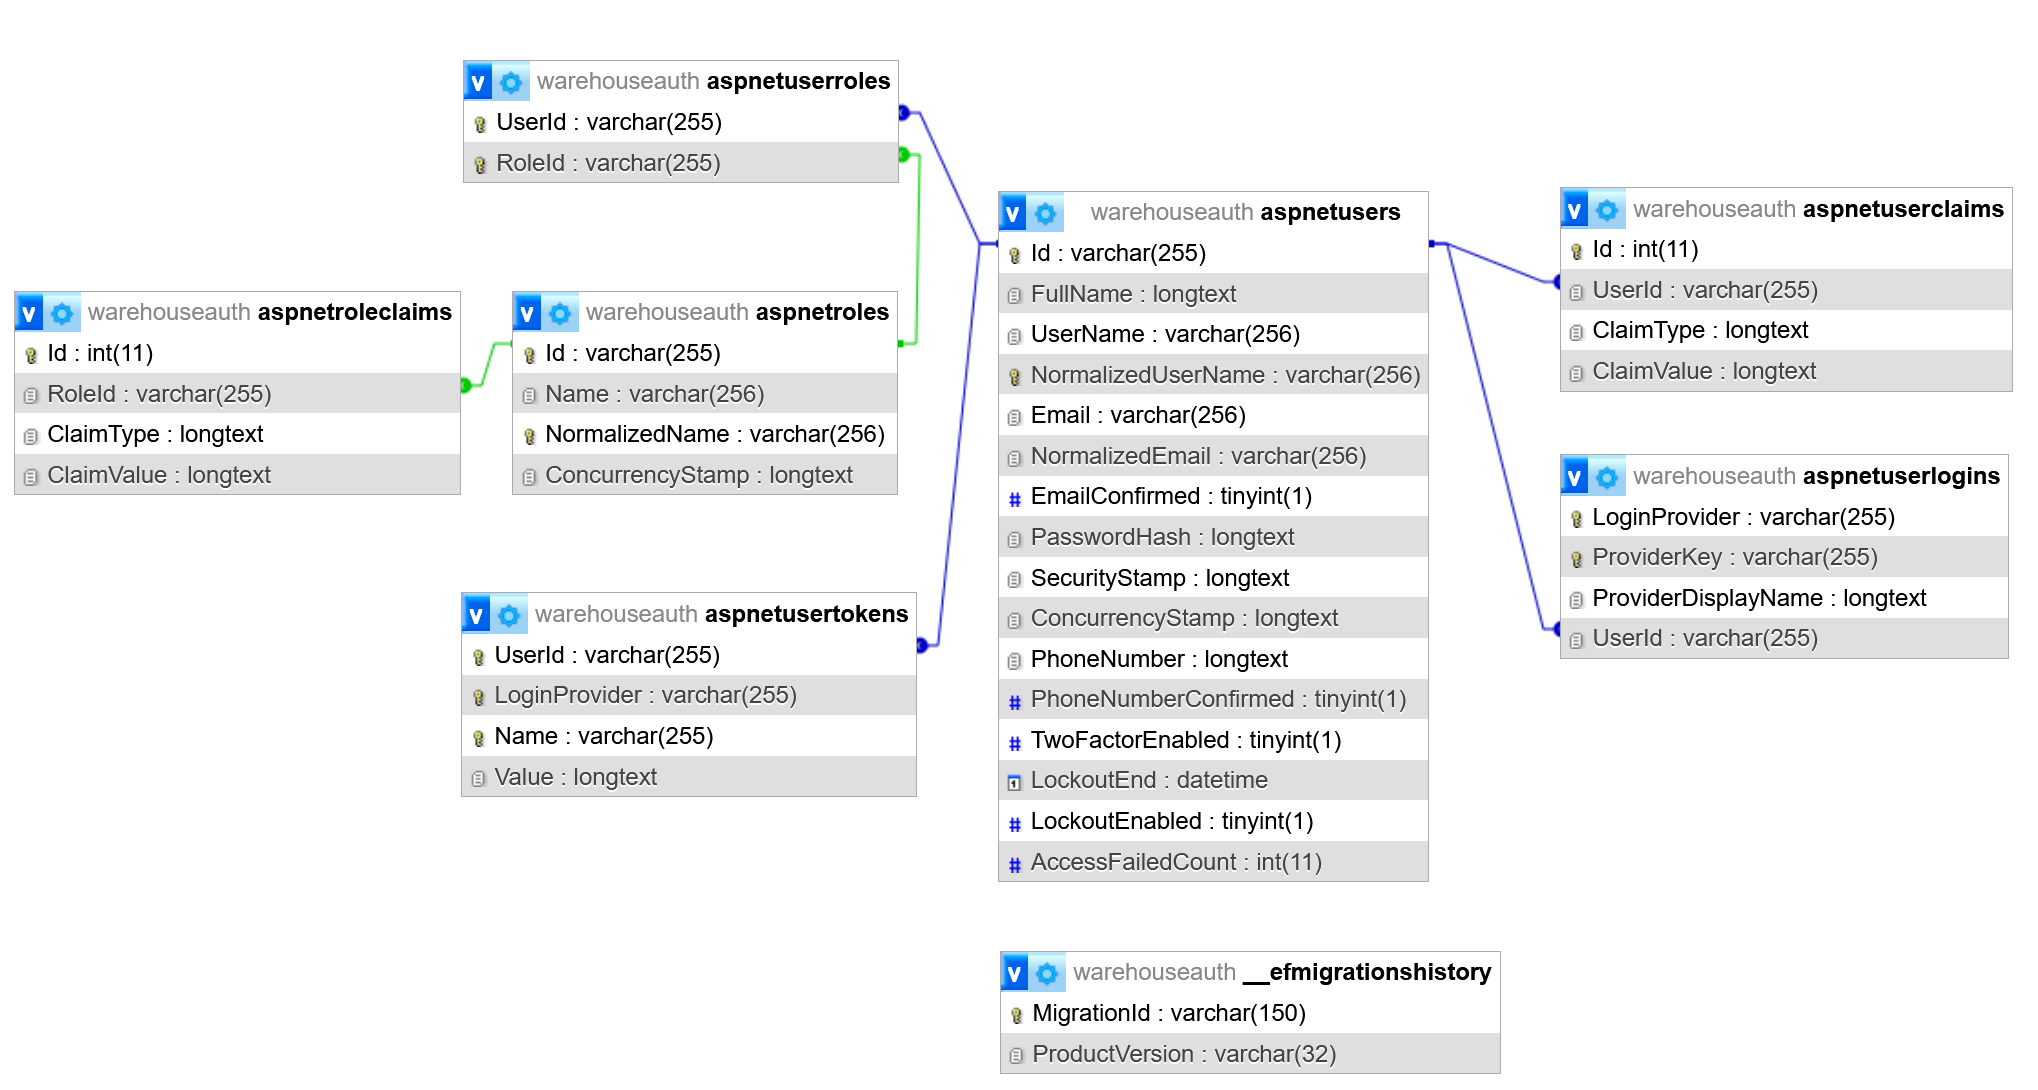 v warehouseauth aspnetuserroles
UserId : varchar(255)
RoleId : varchar(255)
v warehouseauth aspnetroleclaims
Id : int(11)
RoleId : varchar(255)
ClaimType : longtext
ClaimValue : longtext
v warehouseauth aspnetroles
Id : varchar(255)
Name : varchar(256)
NormalizedName : varchar(256)
ConcurrencyStamp : longtext
v warehouseauth aspnetusertokens
UserId : varchar(255)
LoginProvider : varchar(255)
Name : varchar(255)
Value : longtext
v warehouseauth aspnetusers
Id : varchar(255)
FullName : longtext
UserName : varchar(256)
NormalizedUserName : varchar(256)
Email : varchar(256)
NormalizedEmail : varchar(256)
# EmailConfirmed : tinyint(1)
PasswordHash : longtext
SecurityStamp : longtext
ConcurrencyStamp : longtext
PhoneNumber : longtext
# PhoneNumberConfirmed : tinyint(1)
# TwoFactorEnabled : tinyint(1)
LockoutEnd : datetime
# LockoutEnabled : tinyint(1)
# AccessFailedCount : int(11)
v warehouseauth aspnetuserclaims
Id : int(11)
UserId : varchar(255)
ClaimType : longtext
ClaimValue : longtext
v warehouseauth aspnetuserlogins
LoginProvider : varchar(255)
ProviderKey : varchar(255)
ProviderDisplayName : longtext
UserId : varchar(255)
v warehouseauth __efmigrationshistory
MigrationId : varchar(150)
ProductVersion : varchar(32)